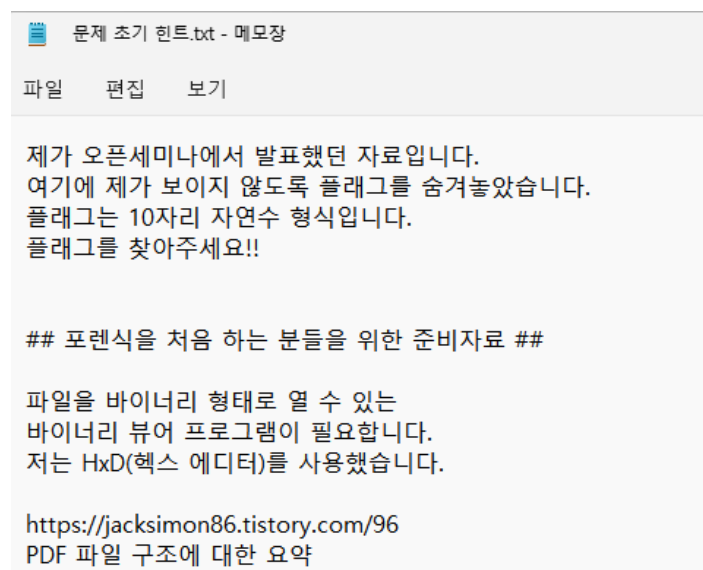 문제 초기 힌트.txt - 메모장
파일 편집 보기
제가 오픈세미나에서 발표했던 자료입니다.
여기에 제가 보이지 않도록 플래그를 숨겨놓았습니다.
플래그는 10자리 자연수 형식입니다.
플래그를 찾아주세요!!
## 포렌식을 처음 하는 분들을 위한 준비자료 ##
파일을 바이너리 형태로 열 수 있는
바이너리 뷰어 프로그램이 필요합니다.
저는 HxD(헥스 에디터)를 사용했습니다.
https://jacksimon86.tistory.com/96
PDF 파일 구조에 대한 요약